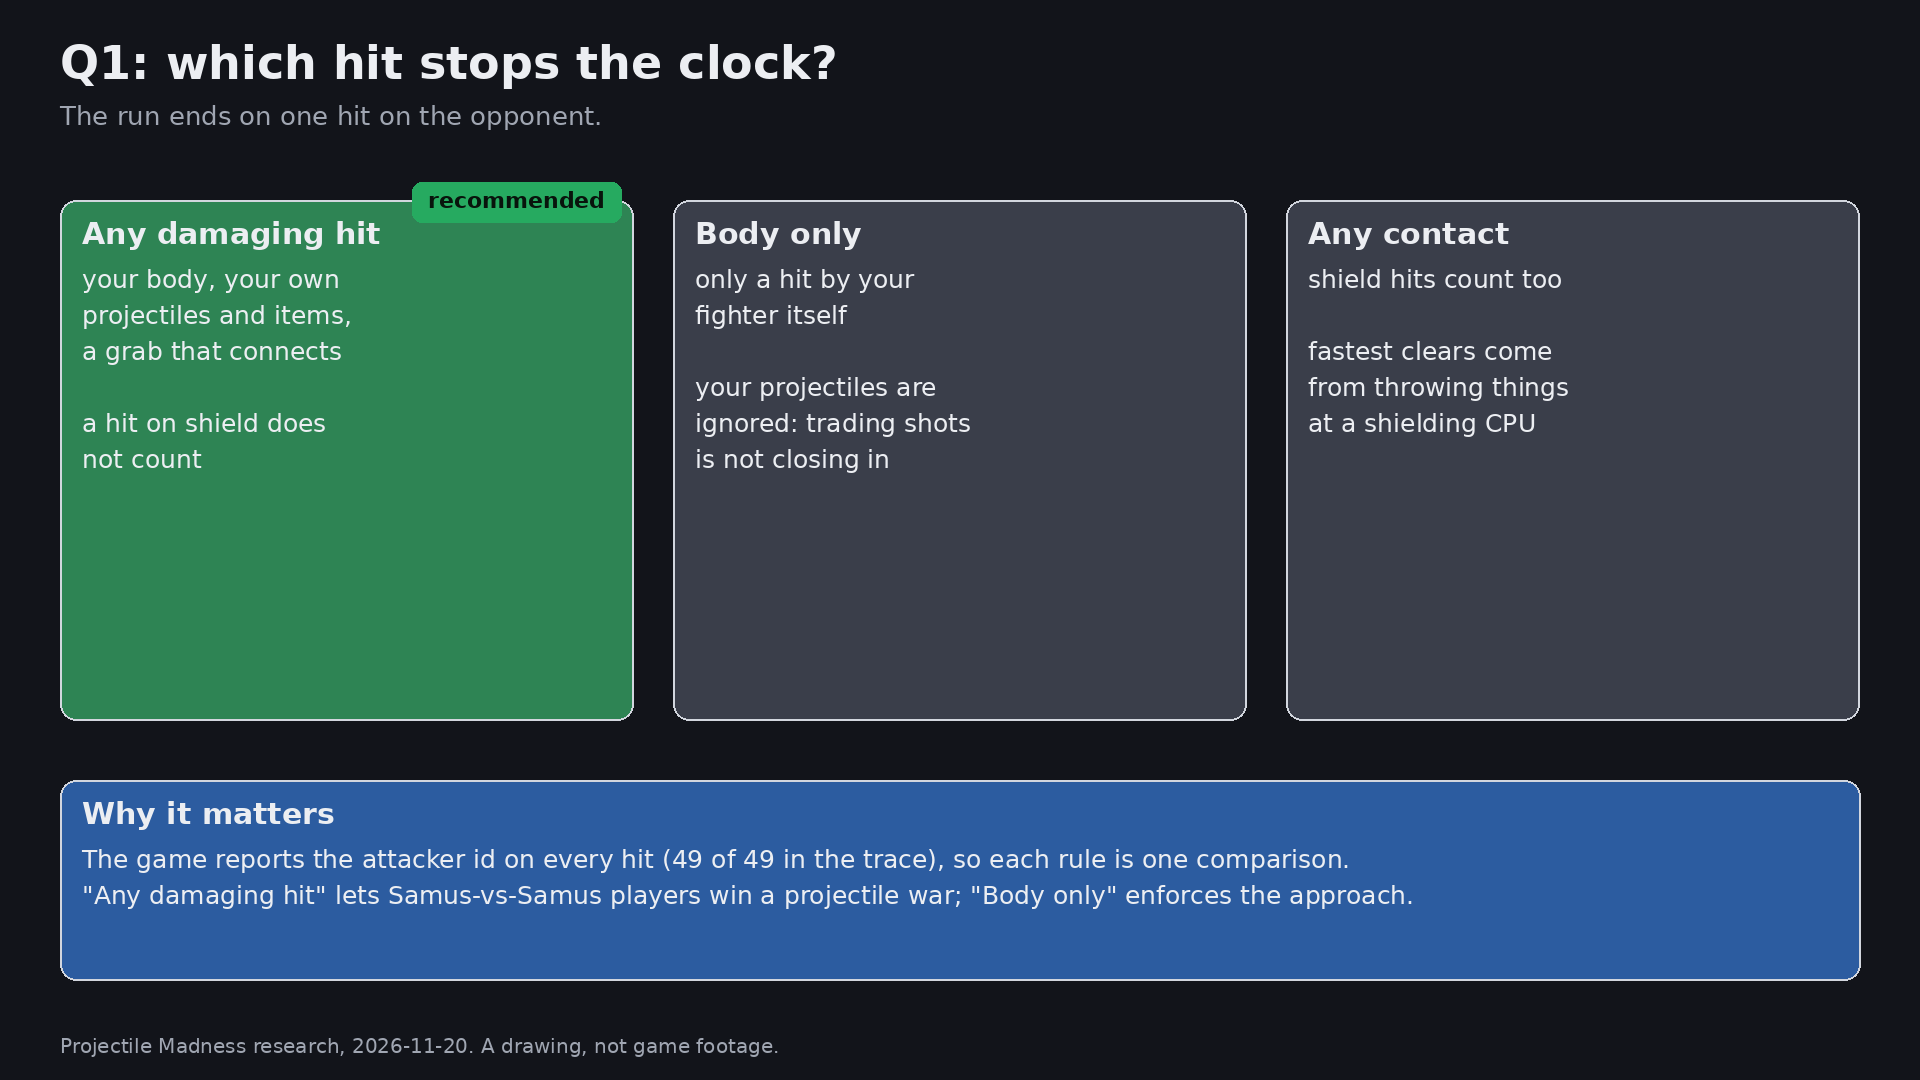 Q1: which hit stops the clock?
The run ends on one hit on the opponent.
recommended
Any damaging hit
your body, your own
projectiles and items,
a grab that connects
a hit on shield does
not count
Body only
only a hit by your
fighter itself
your projectiles are
ignored: trading shots
is not closing in
Any contact
shield hits count too
fastest clears come
from throwing things
at a shielding CPU
Why it matters
The game reports the attacker id on every hit (49 of 49 in the trace), so each rule is one comparison.
"Any damaging hit" lets Samus-vs-Samus players win a projectile war; "Body only" enforces the approach.
Projectile Madness research, 2026-11-20. A drawing, not game footage.